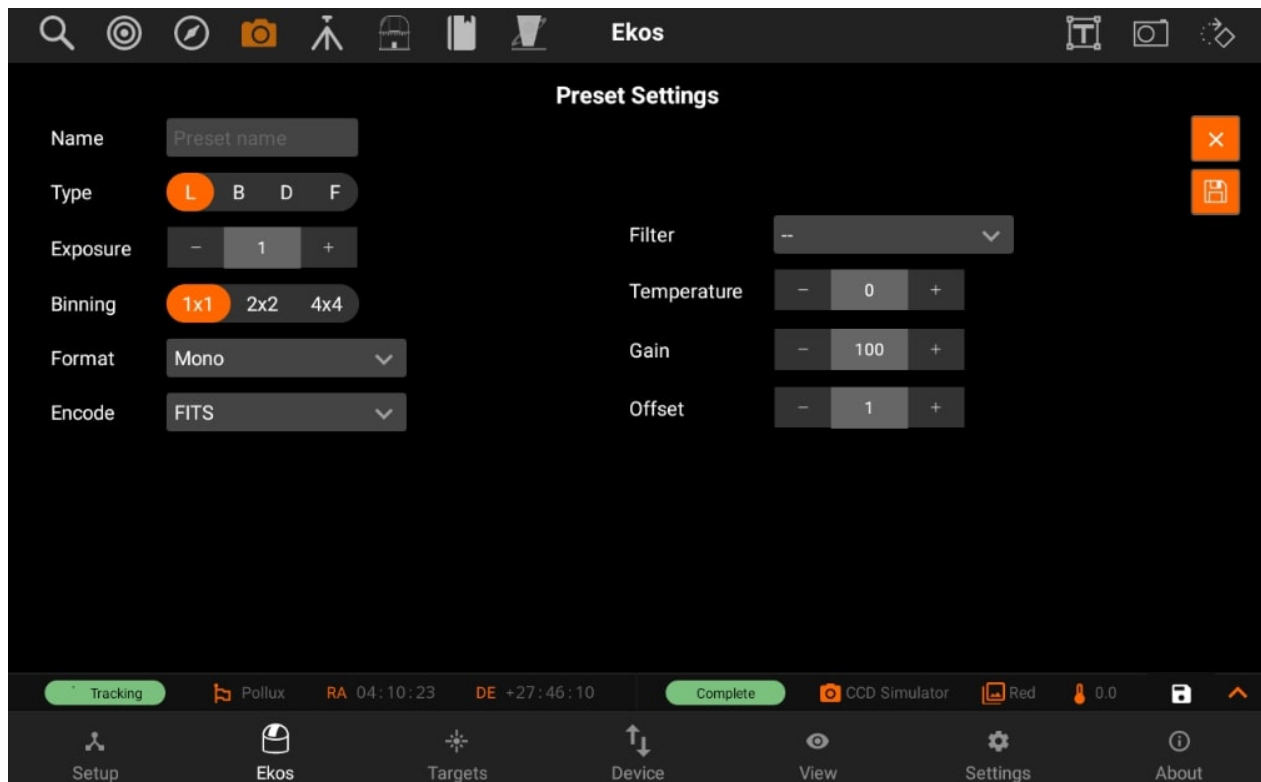 Ekos
Preset Settings
Name Preset name
Type L B D F
Exposure - 1 +
Binning 1x1 2x2 4x4
Format Mono
Encode FITS
Filter --
Temperature - 0 +
Gain - 100 +
Offset - 1 +
Tracking Pollux RA 04:10:23 DE +27:46:10 Complete CCD Simulator Red 0.0
Setup Ekos Targets Device View Settings About